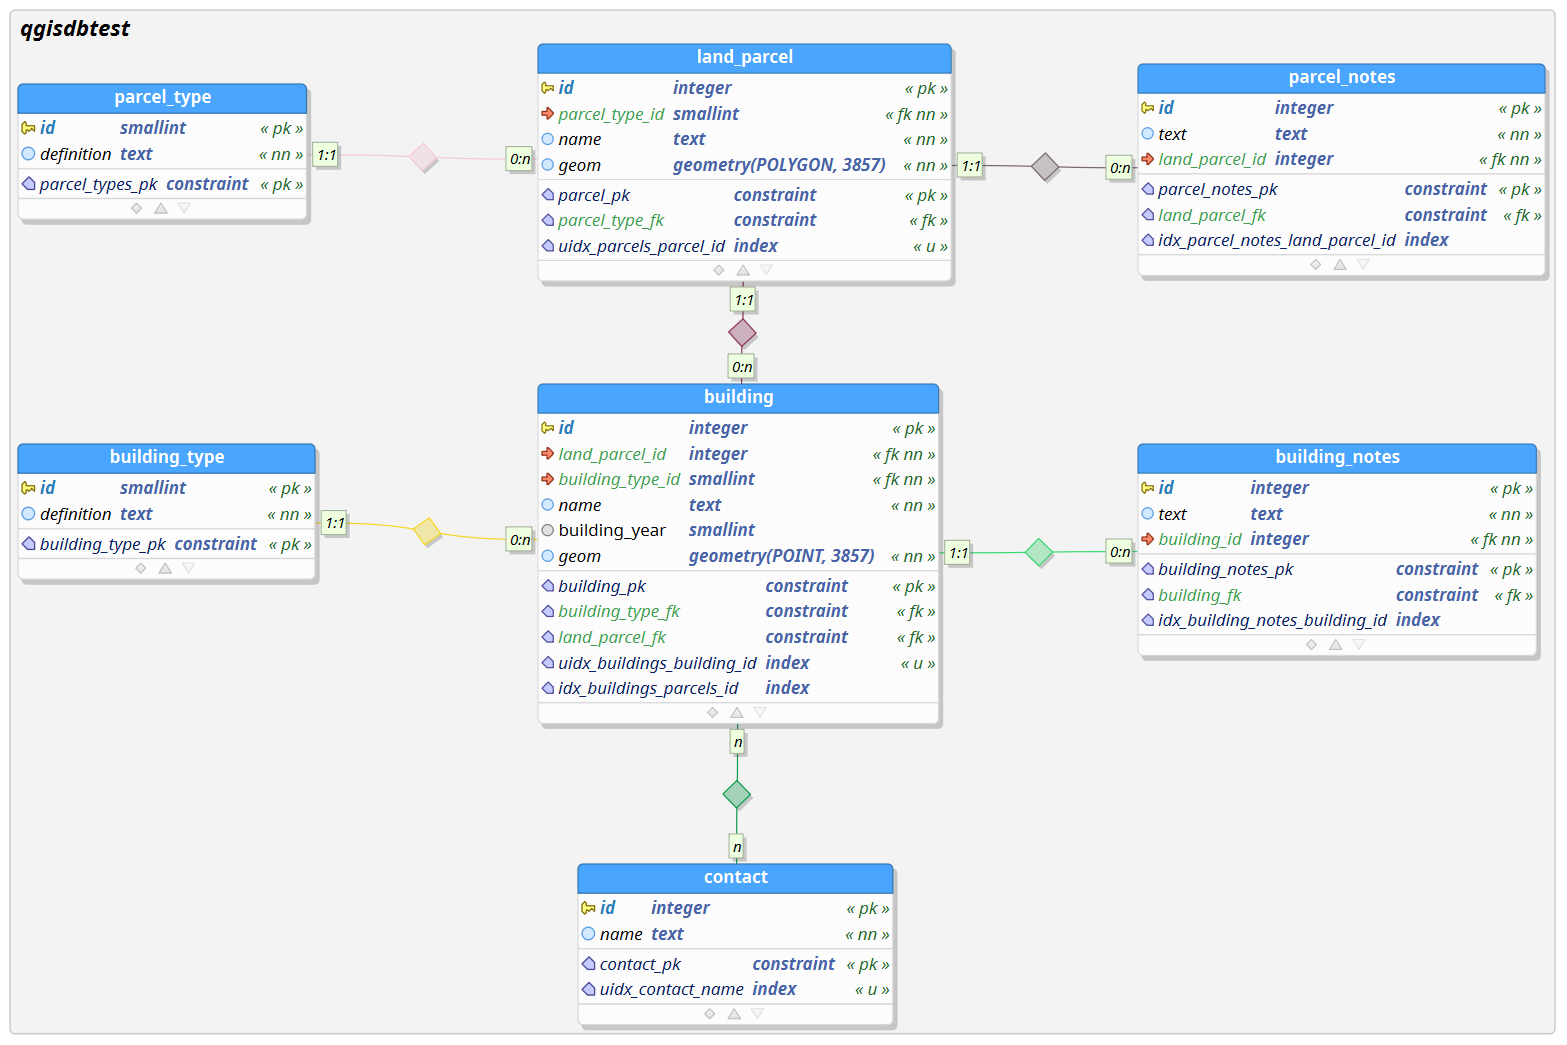 qgisdbtest
parcel_type
id smallint « pk »
definition text « nn »
parcel_types_pk constraint « pk »
1:1
0:n
land_parcel
id integer « pk »
parcel_type_id smallint « fk nn »
name text « nn »
geom geometry(POLYGON, 3857) « nn »
parcel_pk constraint « pk »
parcel_type_fk constraint « fk »
uidx_parcels_parcel_id index « u »
1:1
0:n
parcel_notes
id integer « pk »
text text « nn »
land_parcel_id integer « fk nn »
parcel_notes_pk constraint « pk »
land_parcel_fk constraint « fk »
idx_parcel_notes_land_parcel_id index
1:1
0:n
building_type
id smallint « pk »
definition text « nn »
building_type_pk constraint « pk »
1:1
0:n
building
id integer « pk »
land_parcel_id integer « fk nn »
building_type_id smallint « fk nn »
name text « nn »
building_year smallint
geom geometry(POINT, 3857) « nn »
building_pk constraint « pk »
building_type_fk constraint « fk »
land_parcel_fk constraint « fk »
uidx_buildings_building_id index « u »
idx_buildings_parcels_id index
1:1
0:n
building_notes
id integer « pk »
text text « nn »
building_id integer « fk nn »
building_notes_pk constraint « pk »
building_fk constraint « fk »
idx_building_notes_building_id index
n
n
contact
id integer « pk »
name text « nn »
contact_pk constraint « pk »
uidx_contact_name index « u »